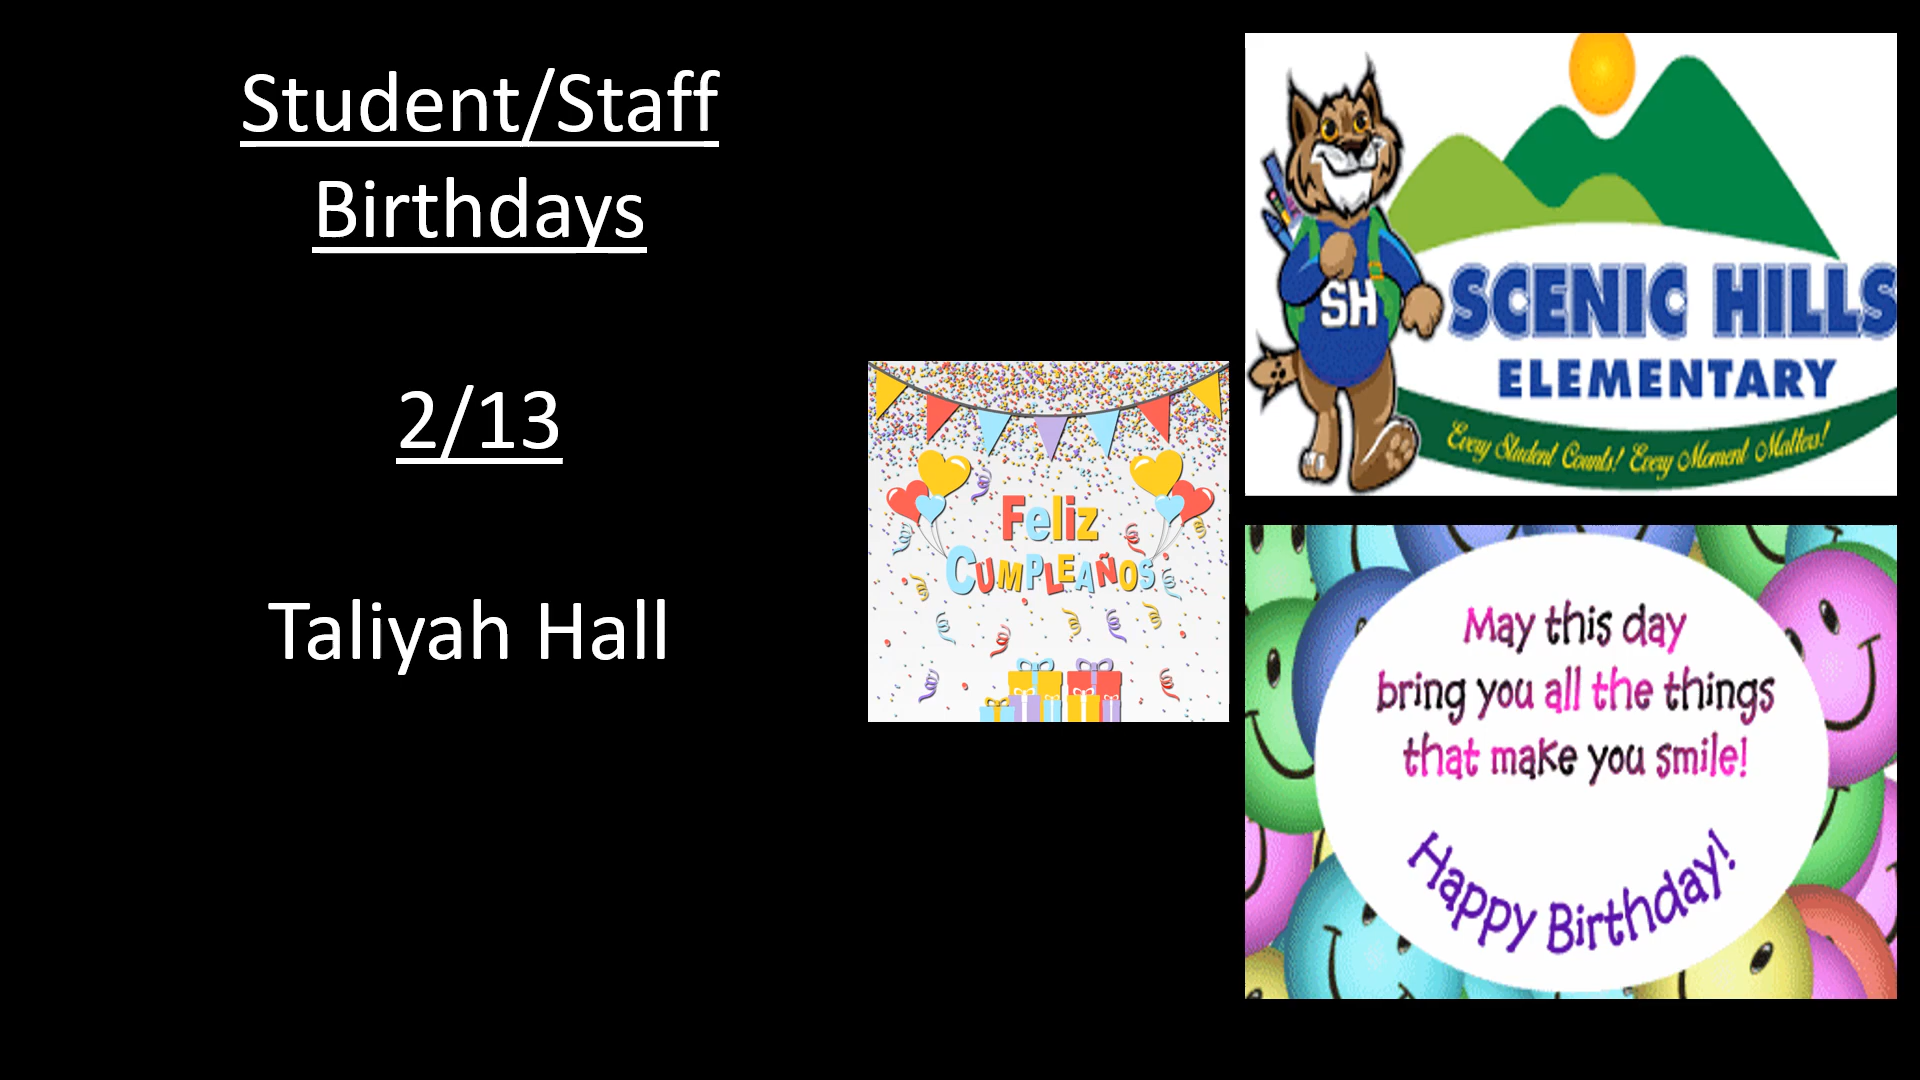 Student/Staff
Birthdays
2/13
Taliyah Hall
Feliz
CUMPLEAÑOS
SH
SCENIC HILLS
ELEMENTARY
Every Student Counts! Every Moment Matters!
May this day
bring you all the things
that make you smile!
Happy Birthday!